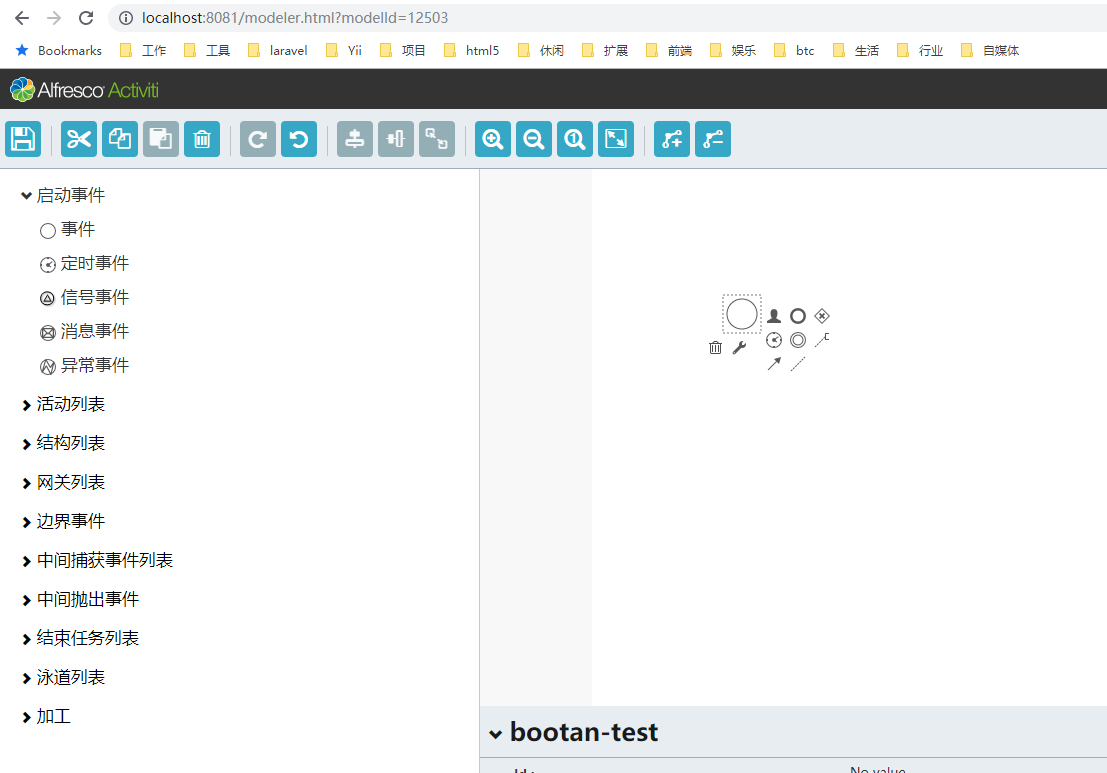 localhost:8081/modeler.html?modelId=12503
Bookmarks 工作 工具 laravel Yii 项目 html5 休闲 扩展 前端 娱乐 btc 生活 行业 自媒体
Alfresco Activiti
启动事件
事件
定时事件
信号事件
消息事件
异常事件
活动列表
结构列表
网关列表
边界事件
中间捕获事件列表
中间抛出事件
结束任务列表
泳道列表
加工
bootan-test
Id : No value